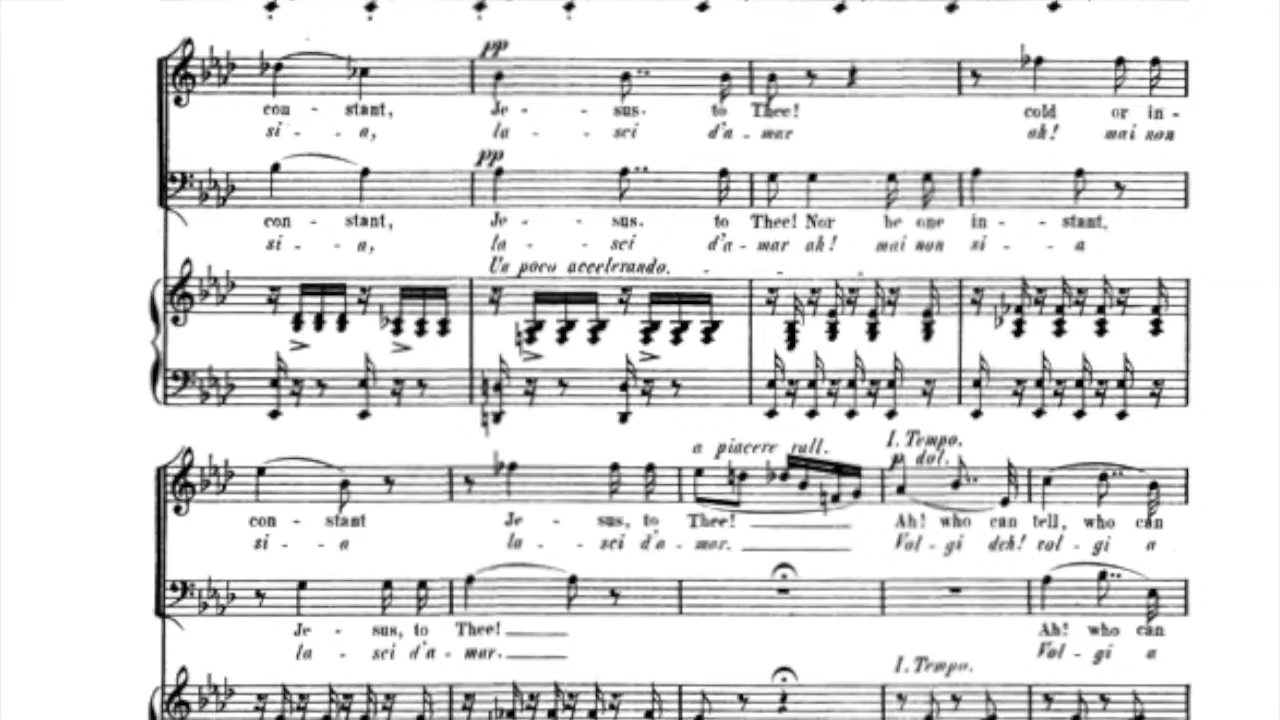 pp
con - stant, Je - - sus. to Thee! cold or in -
si - - a, la - - sci d'a - mar ah! mai non
pp
con - stant, Je - - sus. to Thee! Nor be one in - - stant,
si - - a, la - - sci d'a - mar ah! mai non si - - a
Un poco accelerando. - - -
a piacere rall. I. Tempo.
p dol.
con - stant Je - - sus, to Thee! Ah! who can tell, who can
si - - a la - - sci d'a - mar. Vol - gi deh! vol - gi a
Je - sus, to Thee! Ah! who can
la - sci d'a - mar. Vol - gi a
I. Tempo.